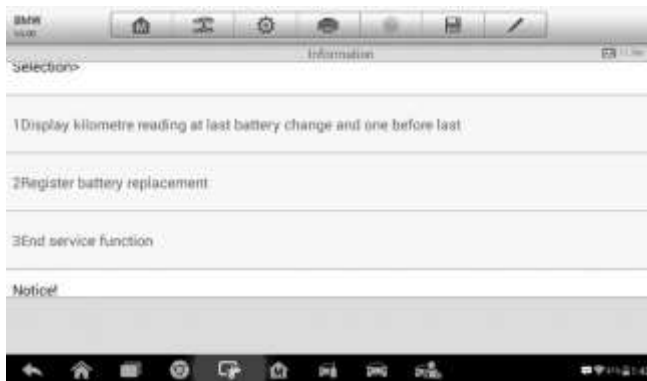 BMW
Information
Selection>
1Display kilometre reading at last battery change and one before last
2Register battery replacement
3End service function
Notice!